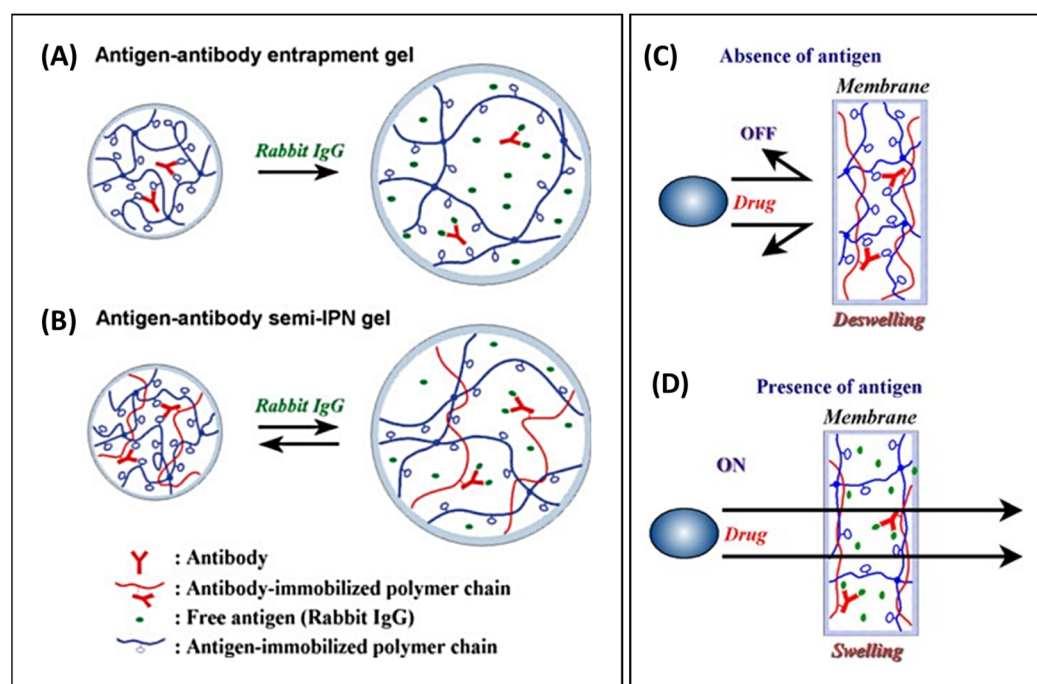 (A) Antigen-antibody entrapment gel
Rabbit IgG
(B) Antigen-antibody semi-IPN gel
Rabbit IgG
: Antibody
: Antibody-immobilized polymer chain
: Free antigen (Rabbit IgG)
: Antigen-immobilized polymer chain
(C) Absence of antigen
Membrane
OFF
Drug
Deswelling
(D) Presence of antigen
Membrane
ON
Drug
Swelling